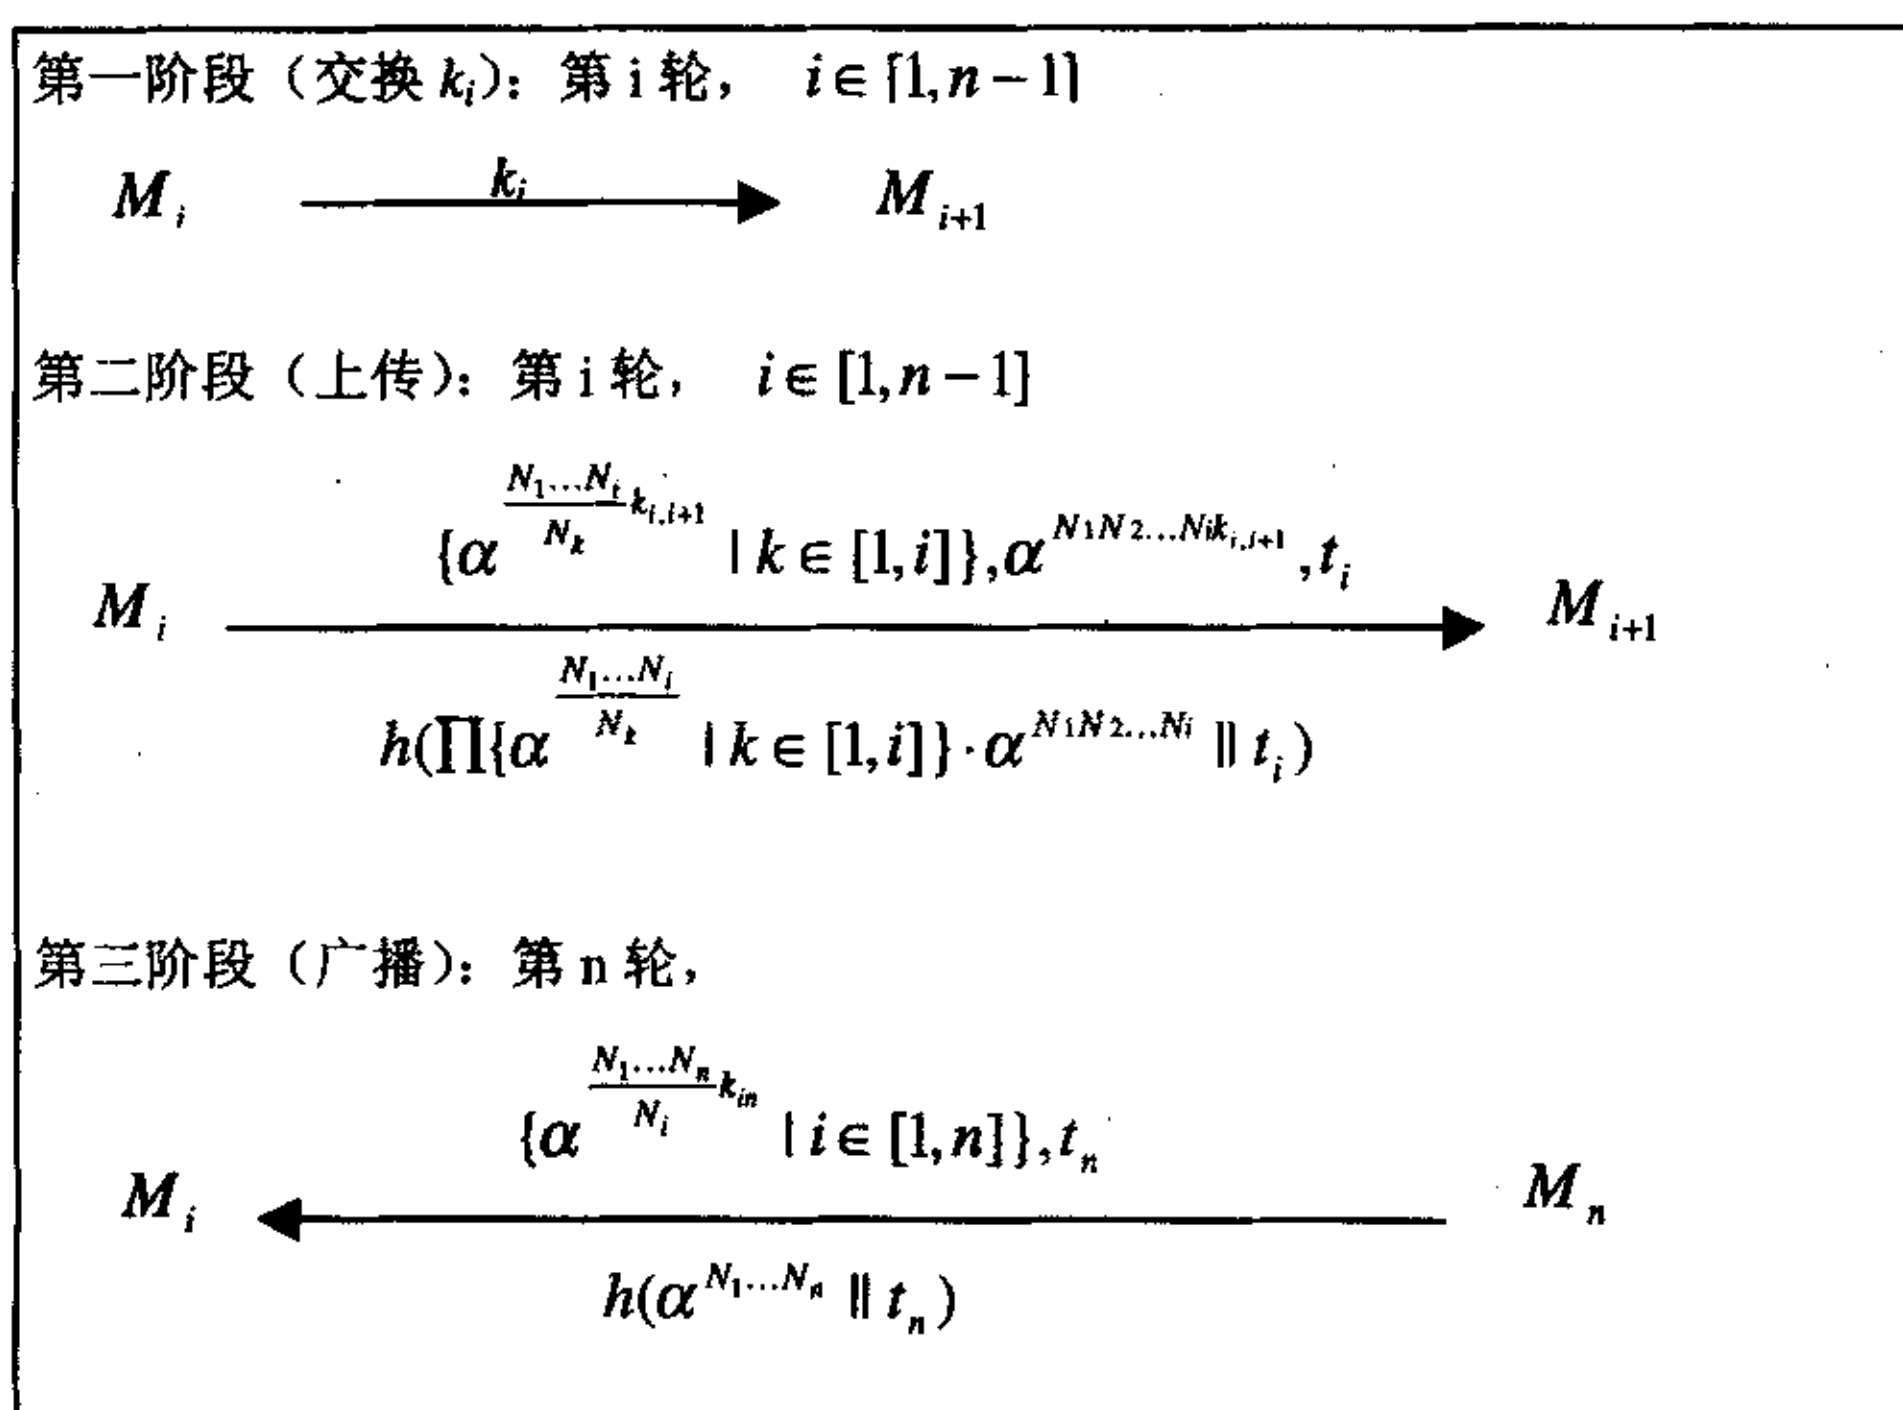 第一阶段（交换 k_i）：第 i 轮， i∈[1,n−1]
M_i k_i M_{i+1}
第二阶段（上传）：第 i 轮， i∈[1,n−1]
{α^{\frac{N_1...N_i}{N_k}k_{i,i+1}} | k∈[1,i]},α^{N_1N_2...N_ik_{i,i+1}},t_i
M_i M_{i+1}
h(∏{α^{\frac{N_1...N_i}{N_k}} | k∈[1,i]}·α^{N_1N_2...N_i} ‖ t_i)
第三阶段（广播）：第 n 轮，
{α^{\frac{N_1...N_n}{N_i}k_{in}} | i∈[1,n]},t_n
M_i M_n
h(α^{N_1...N_n} ‖ t_n)